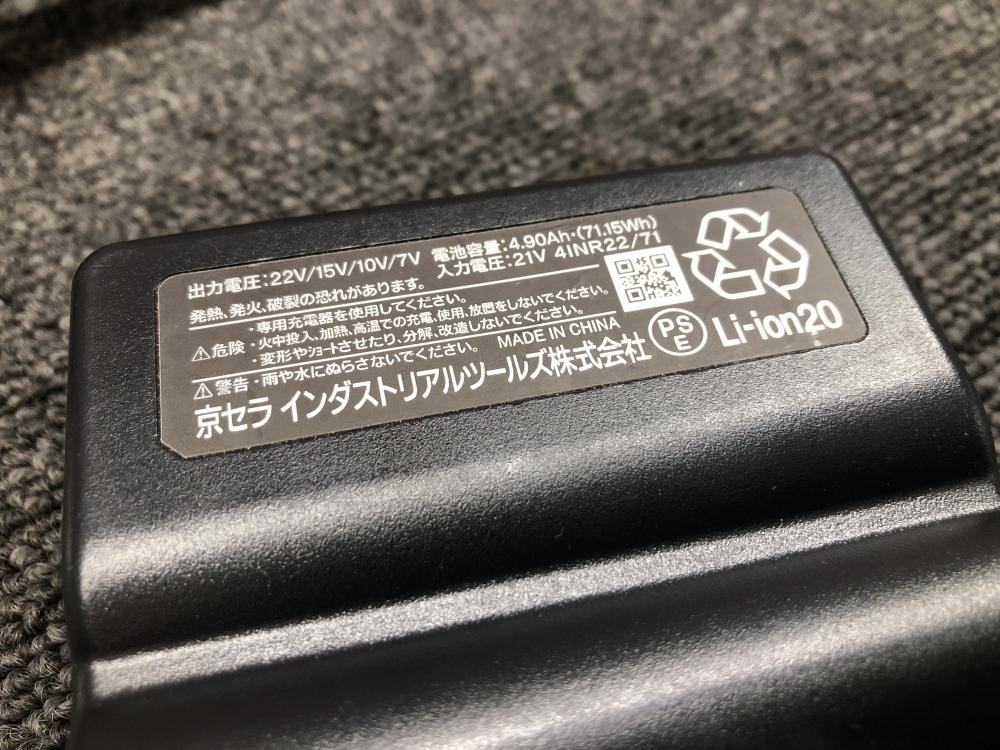 出力電圧:22V/15V/10V/7V 電池容量:4.90Ah・(71.15Wh)
入力電圧:21V 4INR22/71
発熱、発火、破裂の恐れがあります。
⚠危険
・専用充電器を使用してください。
・火中投入、加熱、高温での充電、使用、放置をしないでください。
・変形やショートさせたり、分解、改造しないでください。
⚠警告・雨や水にぬらさないでください。 MADE IN CHINA
京セラ インダストリアルツールズ株式会社
PS
E
Li-ion20